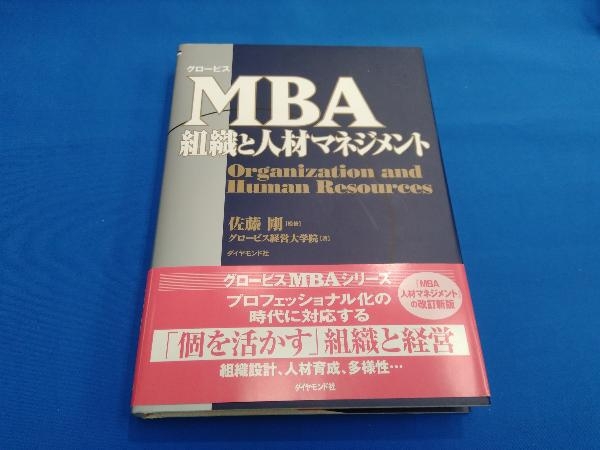 グロービス
MBA
組織と人材マネジメント
Organization and
Human Resources
佐藤 剛[監修]
グロービス経営大学院[著]
ダイヤモンド社
グロービスMBAシリーズ
プロフェッショナル化の
時代に対応する
「個を活かす」組織と経営
組織設計、人材育成、多様性…
ダイヤモンド社
『MBA
人材マネジメント』
の改訂新版